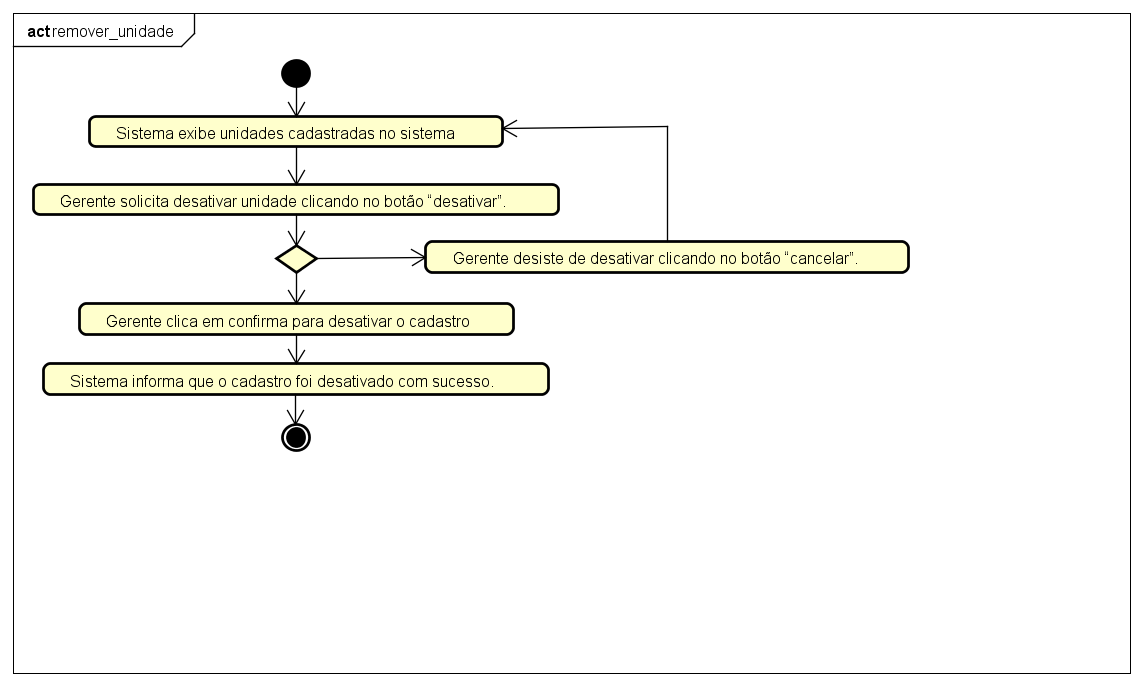 act remover_unidade
Sistema exibe unidades cadastradas no sistema
Gerente solicita desativar unidade clicando no botão “desativar”.
Gerente desiste de desativar clicando no botão “cancelar”.
Gerente clica em confirma para desativar o cadastro
Sistema informa que o cadastro foi desativado com sucesso.